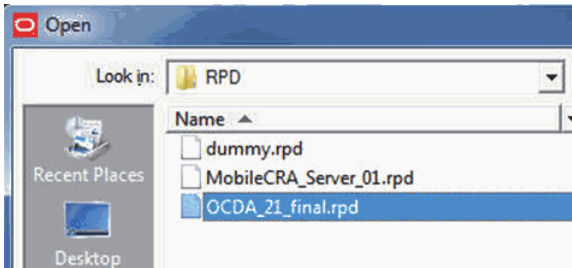 Open
Look in: RPD
Name
Recent Places
dummy.rpd
MobileCRA_Server_01.rpd
OCDA_21_final.rpd
Desktop